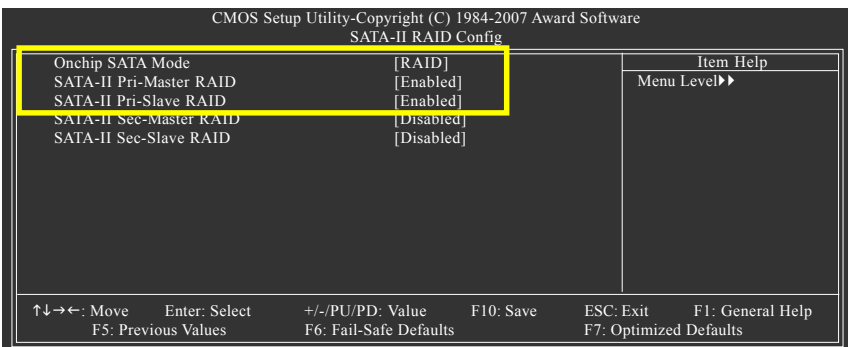 CMOS Setup Utility-Copyright (C) 1984-2007 Award Software
SATA-II RAID Config
Onchip SATA Mode [RAID]
SATA-II Pri-Master RAID [Enabled]
SATA-II Pri-Slave RAID [Enabled]
SATA-II Sec-Master RAID [Disabled]
SATA-II Sec-Slave RAID [Disabled]
Item Help
Menu Level▶▶
↑↓→←: Move Enter: Select +/-/PU/PD: Value F10: Save ESC: Exit F1: General Help
F5: Previous Values F6: Fail-Safe Defaults F7: Optimized Defaults